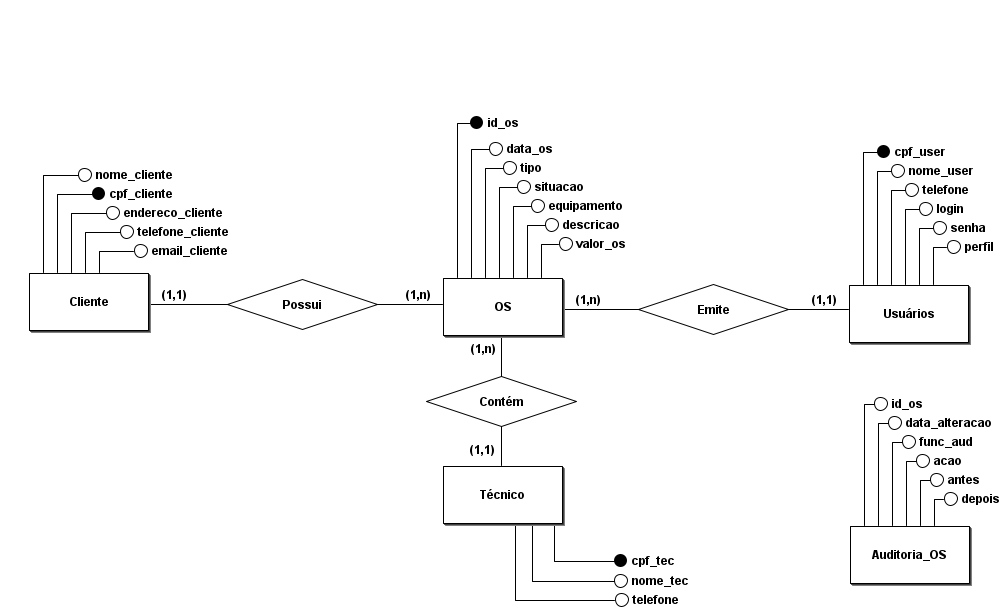 id_os
data_os
tipo
situacao
equipamento
descricao
valor_os
nome_cliente
cpf_cliente
endereco_cliente
telefone_cliente
email_cliente
cpf_user
nome_user
telefone
login
senha
perfil
Cliente
(1,1)
Possui
(1,n)
OS
(1,n)
Emite
(1,1)
Usuários
(1,n)
Contém
(1,1)
Técnico
cpf_tec
nome_tec
telefone
id_os
data_alteracao
func_aud
acao
antes
depois
Auditoria_OS